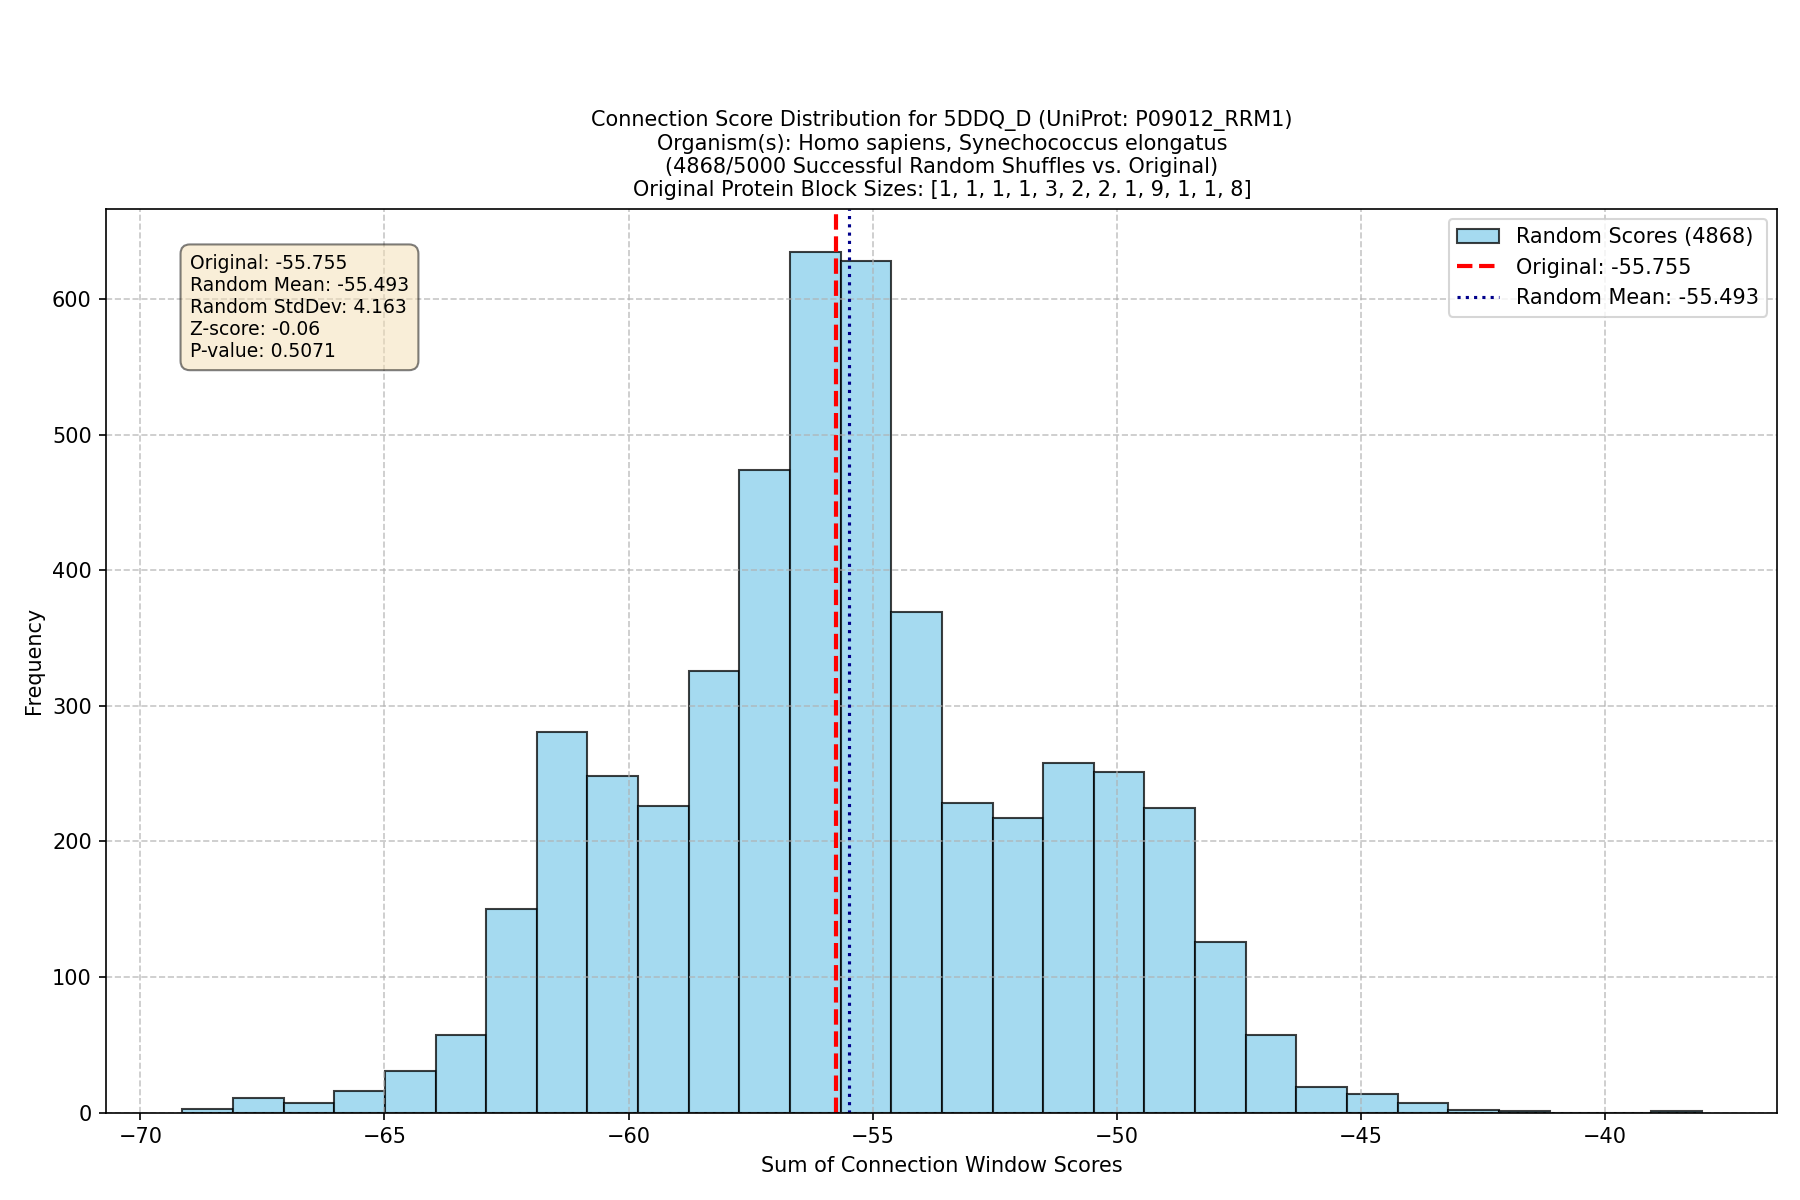 Connection Score Distribution for 5DDQ_D (UniProt: P09012_RRM1)
Organism(s): Homo sapiens, Synechococcus elongatus
(4868/5000 Successful Random Shuffles vs. Original)
Original Protein Block Sizes: [1, 1, 1, 1, 3, 2, 2, 1, 9, 1, 1, 8]
Original: -55.755
Random Mean: -55.493
Random StdDev: 4.163
Z-score: -0.06
P-value: 0.5071
Random Scores (4868)
Original: -55.755
Random Mean: -55.493
Frequency
600
500
400
300
200
100
0
−70 −65 −60 −55 −50 −45 −40
Sum of Connection Window Scores